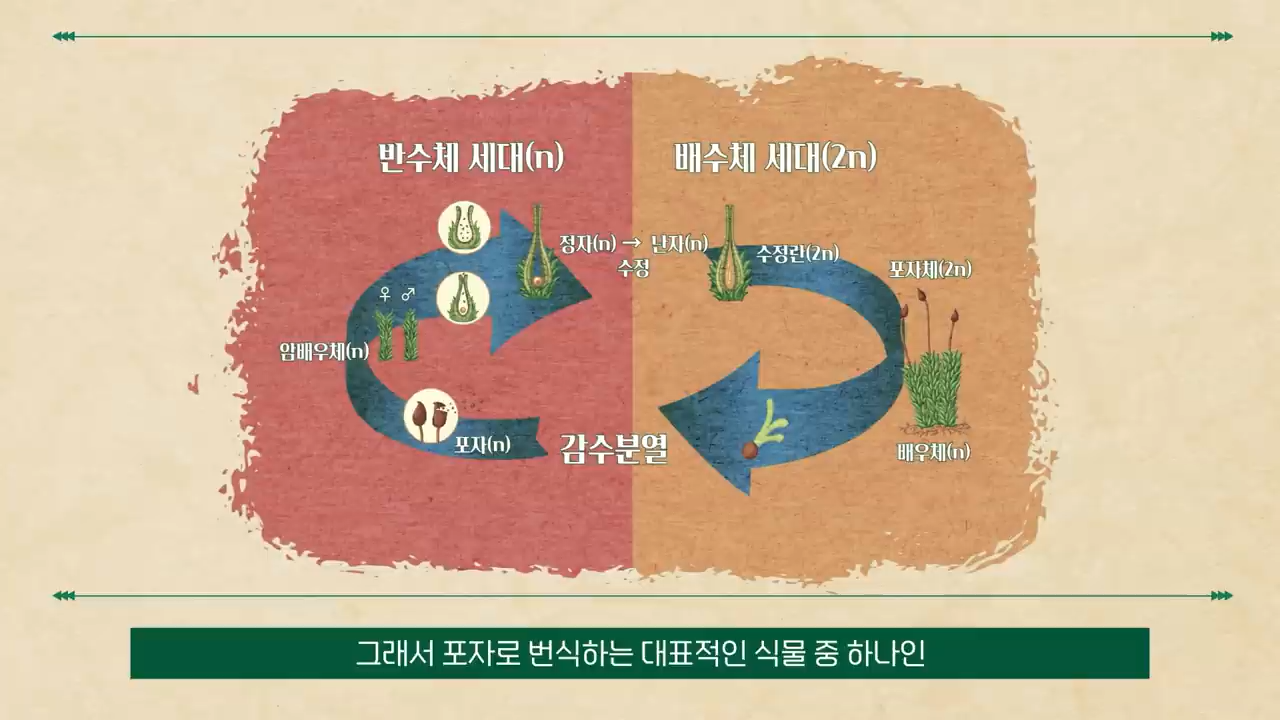 반수체 세대(n)
배수체 세대(2n)
정자(n) → 난자(n)
수정
수정란(2n)
포자체(2n)
♀ ♂
암배우체(n)
포자(n)
감수분열
배우체(n)
그래서 포자로 번식하는 대표적인 식물 중 하나인